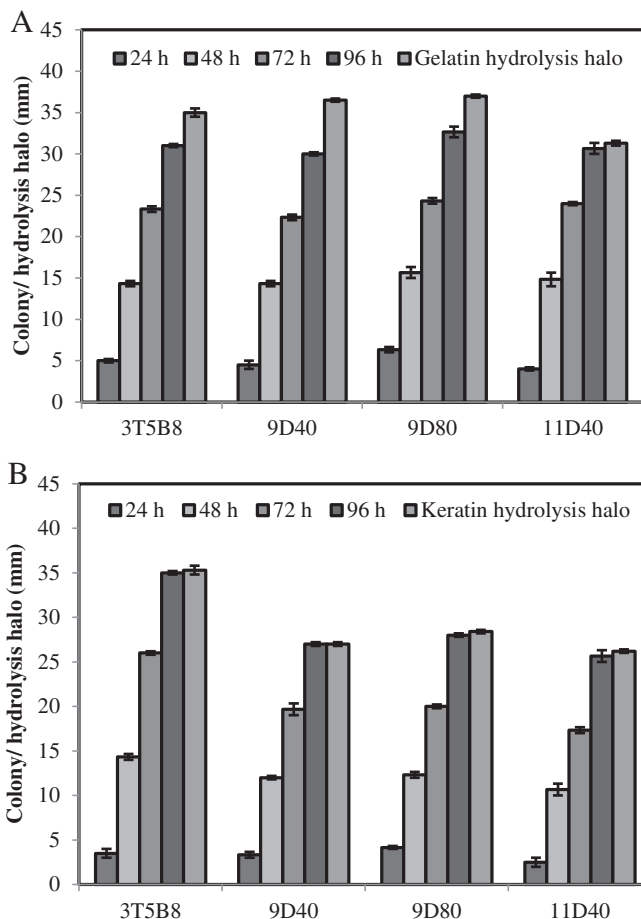 A
Colony/ hydrolysis halo (mm)
45
40
35
30
25
20
15
10
5
0
24 h 48 h 72 h 96 h Gelatin hydrolysis halo
3T5B8 9D40 9D80 11D40
B
Colony/ hydrolysis halo (mm)
45
40
35
30
25
20
15
10
5
0
24 h 48 h 72 h 96 h Keratin hydrolysis halo
3T5B8 9D40 9D80 11D40